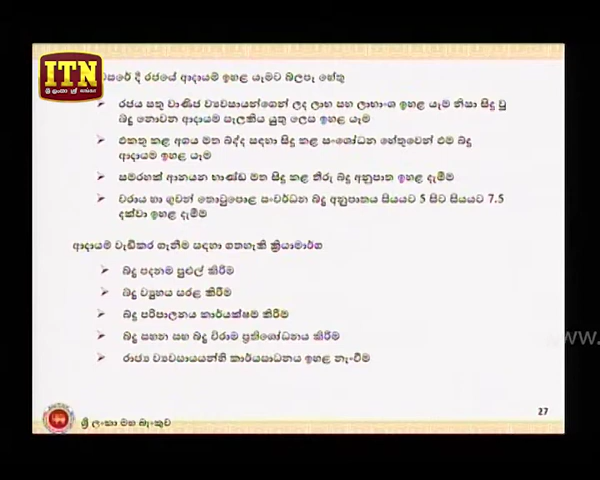 ITN
ශ්‍රී ලංකා
වසරේ දී රජයේ ආදායම ඉහළ යෑමට බලපෑ හේතු
රජය සතු වාණිජ ව්‍යවසායන්ගෙන් ලද ලාභ සහ ලාභාංශ ඉහළ යෑම නිසා සිදු වූ
බදු නොවන ආදායම සැලකිය යුතු ලෙස ඉහළ යෑම
එකතු කළ අගය මත බද්ද සඳහා සිදු කළ සංශෝධන හේතුවෙන් එම බදු
ආදායම ඉහළ යෑම
සමරහක් ආනයන භාණ්ඩ මත සිදු කළ තීරු බදු අනුපාත ඉහළ දැමීම
වරාය හා ගුවන් තොටුපොළ සංවර්ධන බදු අනුපාතය සියයට 5 සිට සියයට 7.5
දක්වා ඉහළ දැමීම
ආදායම් වැඩිකර ගැනීම සඳහා ගතහැකි ක්‍රියාමාර්ග
බදු පදනම පුළුල් කිරීම
බදු ව්‍යුහය සරළ කිරීම
බදු පරිපාලනය කාර්යක්ෂම කිරීම
බදු සහන සහ බදු විරාම ප්‍රතිශෝධනය කිරීම
රාජ්‍ය ව්‍යවසායයන්හි කාර්යසාධනය ඉහළ නැංවීම
www.
27
ශ්‍රී ලංකා මහ බැංකුව